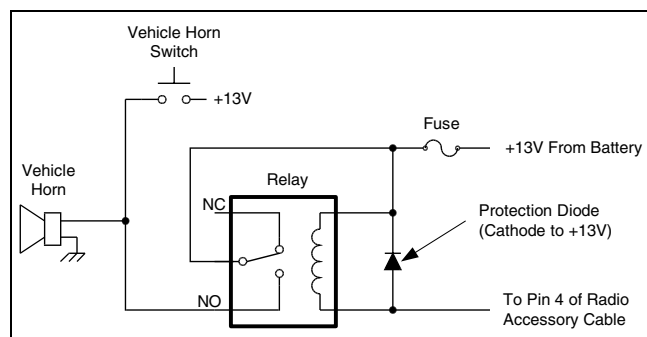 Vehicle Horn
Switch
+13V
Fuse
+13V From Battery
Vehicle
Horn
Relay
NC
Protection Diode
(Cathode to +13V)
NO
To Pin 4 of Radio
Accessory Cable